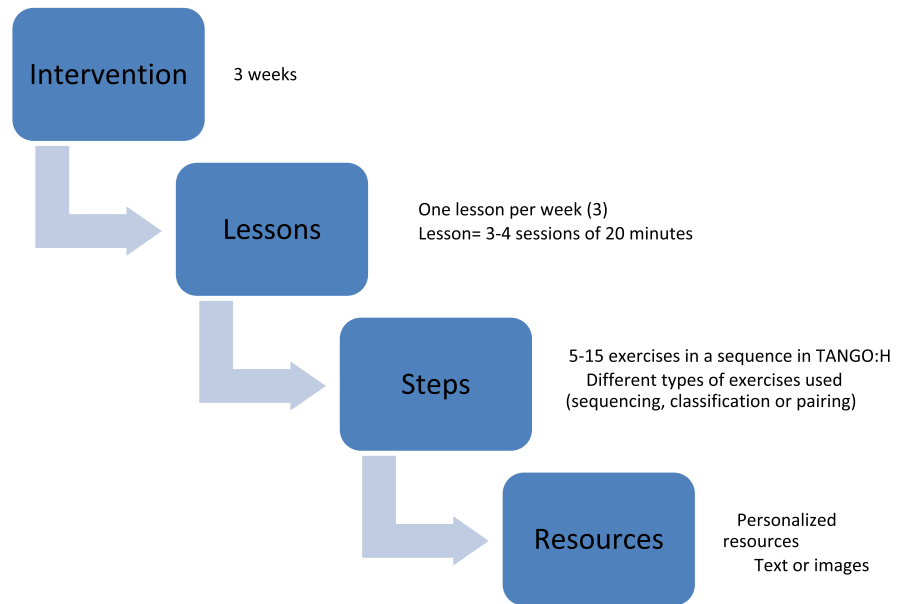 Intervention
3 weeks
Lessons
One lesson per week (3)
Lesson= 3-4 sessions of 20 minutes
Steps
5-15 exercises in a sequence in TANGO:H
Different types of exercises used
(sequencing, classification or pairing)
Resources
Personalized
resources
Text or images